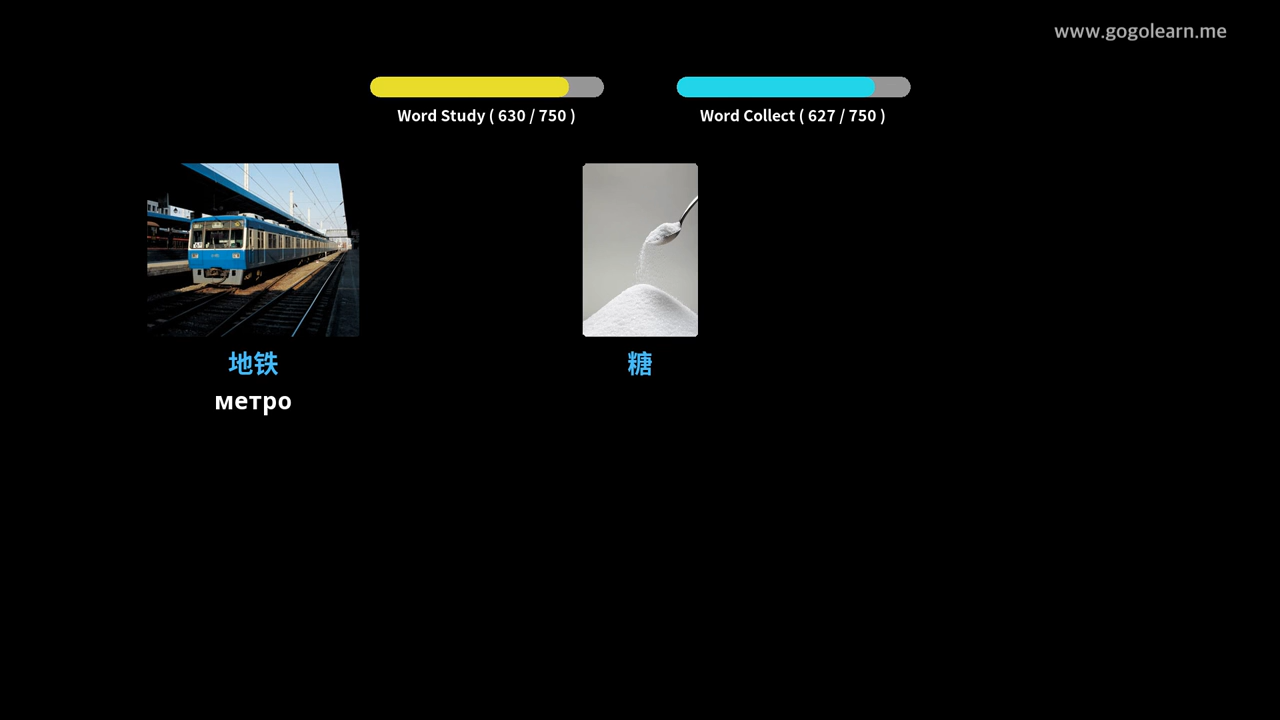 www.gogolearn.me
Word Study ( 630 / 750 )
Word Collect ( 627 / 750 )
地铁
метро
糖